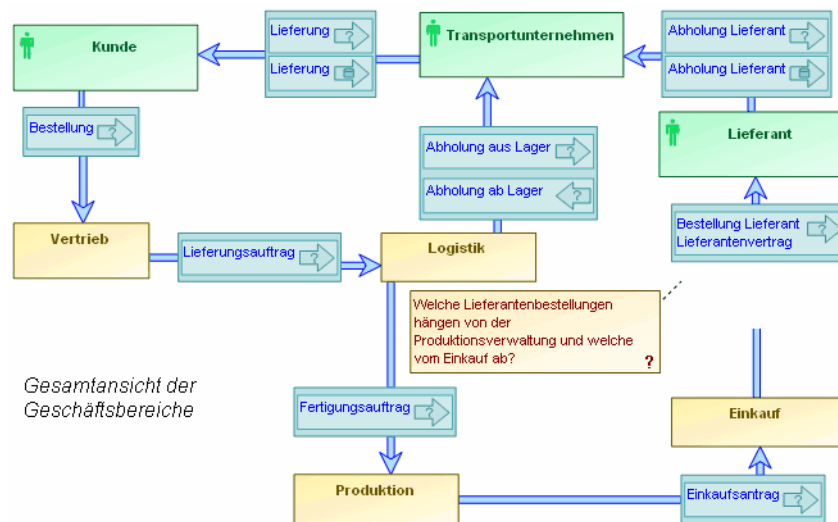 Kunde
Lieferung ?
Lieferung
Transportunternehmen
Abholung Lieferant ?
Abholung Lieferant
Bestellung ?
Abholung aus Lager ?
Abholung ab Lager ?
Lieferant
Vertrieb
Lieferungsauftrag ?
Logistik
Bestellung Lieferant ?
Lieferantenvertrag
Welche Lieferantenbestellungen
hängen von der
Produktionsverwaltung und welche
vom Einkauf ab?
?
Gesamtansicht der
Geschäftsbereiche
Fertigungsauftrag ?
Einkauf
Produktion
Einkaufsantrag ?